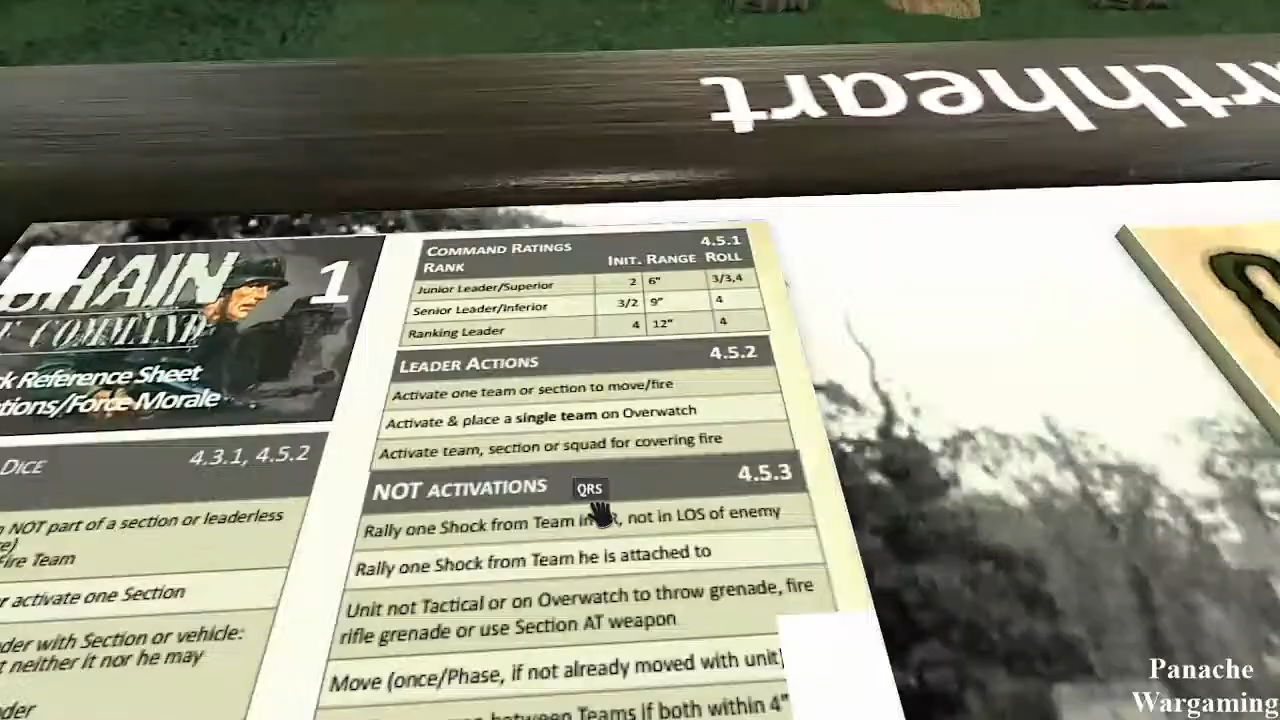 rthheart
CHAIN
COMMAND
1
k Reference Sheet
tions/Force Morale
DICE 4.3.1, 4.5.2
NOT part of a section or leaderless
Fire Team
r activate one Section
der with Section or vehicle:
t neither it nor he may
der
COMMAND RATINGS 4.5.1
RANK INIT. RANGE ROLL
Junior Leader/Superior 2 6" 3/3,4
Senior Leader/Inferior 3/2 9" 4
Ranking Leader 4 12" 4
LEADER ACTIONS 4.5.2
Activate one team or section to move/fire
Activate & place a single team on Overwatch
Activate team, section or squad for covering fire
NOT ACTIVATIONS 4.5.3
QRS
Rally one Shock from Team in , not in LOS of enemy
Rally one Shock from Team he is attached to
Unit not Tactical or on Overwatch to throw grenade, fire
rifle grenade or use Section AT weapon
Move (once/Phase, if not already moved with unit)
between Teams if both within 4"
Panache
Wargaming